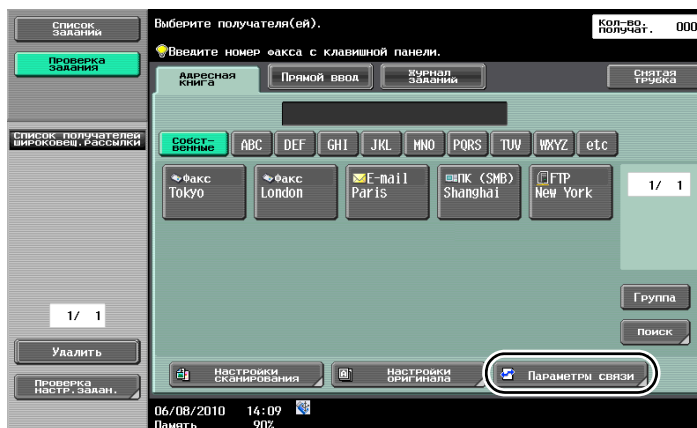 Список
заданий
Проверка
задания
Список получателей
широковещ.рассылки
1/ 1
Удалить
Проверка
настр.задан.
Выберите получателя(ей).
Кол-во.
получат. 000
Введите номер факса с клавишной панели.
Адресная
книга
Прямой ввод
Журнал
заданий
Снятая
трубка
Собст-
венные
ABC
DEF
GHI
JKL
MNO
PQRS
TUV
WXYZ
etc
Факс
Tokyo
Факс
London
E-mail
Paris
ПК (SMB)
Shanghai
FTP
New York
1/ 1
Группа
Поиск
Настройки
сканирования
Настройки
оригинала
Параметры связи
06/08/2010 14:09
Память 90%